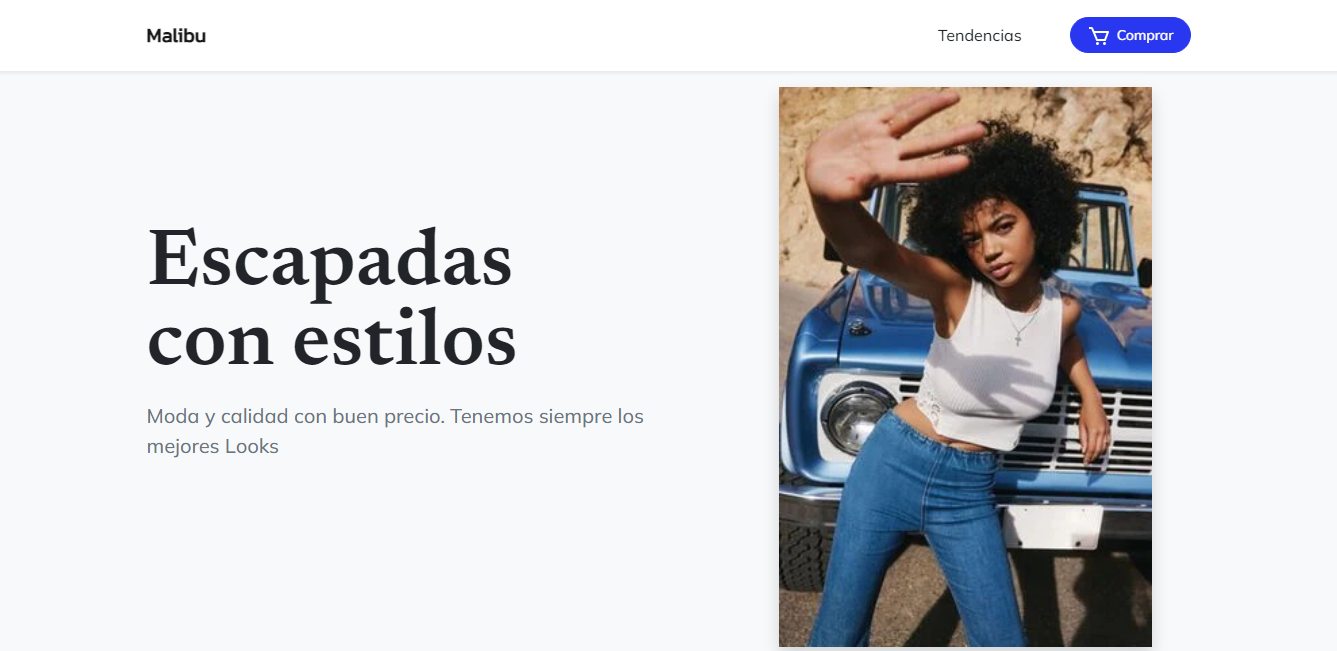 Malibu
Tendencias
Comprar
Escapadas
con estilos
Moda y calidad con buen precio. Tenemos siempre los
mejores Looks